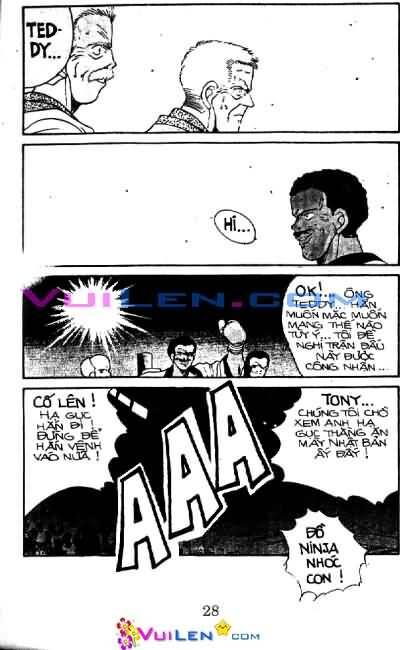 TED-
DY...
HÍ...
VUILEN.COM
OK!.. ÔNG
TEDDY.. HẮN
MUỐN MẶC MUỐN
MANG THẾ NÀO
TÙY Ý... TÔI ĐỀ
NGHỊ TRẬN ĐẤU
NÀY ĐƯỢC
CÔNG NHẬN...
CỐ LÊN!
HẠ GỤC
HẮN ĐI!
ĐỪNG ĐỂ
HẮN VÊNH
VÁO NỮA!
AAA
TONY...
CHÚNG TÔI CHỜ
XEM ANH HẠ
GỤC THẰNG ĂN
MÀY NHẬT BẢN
ẤY ĐẤY!
ĐỒ
NINJA
NHÓC
CON!
28
VUILEN.COM